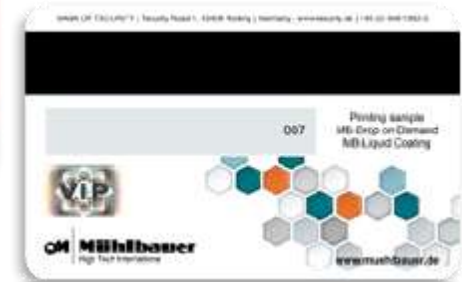 007
Printing sample
MB-Drop on Demand
MB-Liquid Coating
VIP
Mühlbauer
High Tech International
www.muehlbauer.de